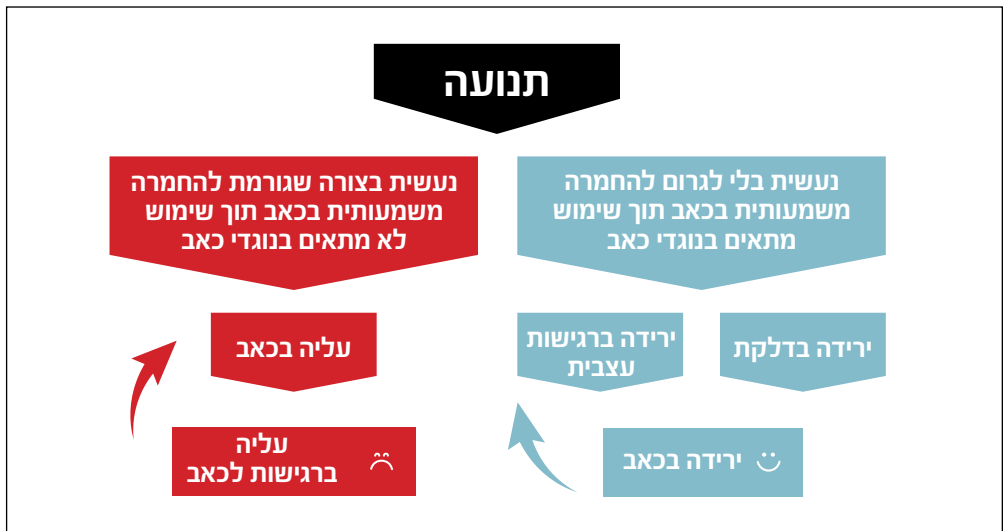 תנועה
נעשית בלי לגרום להחמרה
משמעותית בכאב תוך שימוש
מתאים בנוגדי כאב
נעשית בצורה שגורמת להחמרה
משמעותית בכאב תוך שימוש
לא מתאים בנוגדי כאב
ירידה בדלקת
ירידה ברגישות
עצבית
עליה בכאב
ירידה בכאב
עליה
ברגישות לכאב